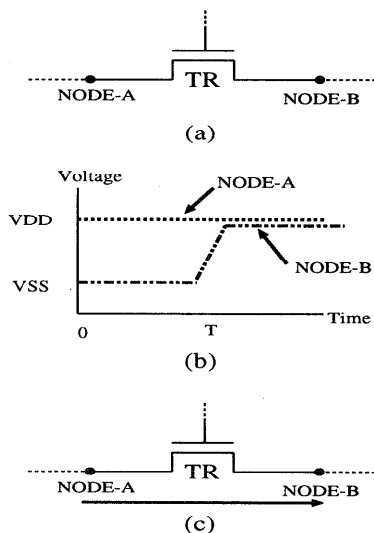 TR
NODE-A NODE-B
(a)
Voltage
NODE-A
VDD
NODE-B
VSS
Time
0 T
(b)
TR
NODE-A NODE-B
(c)